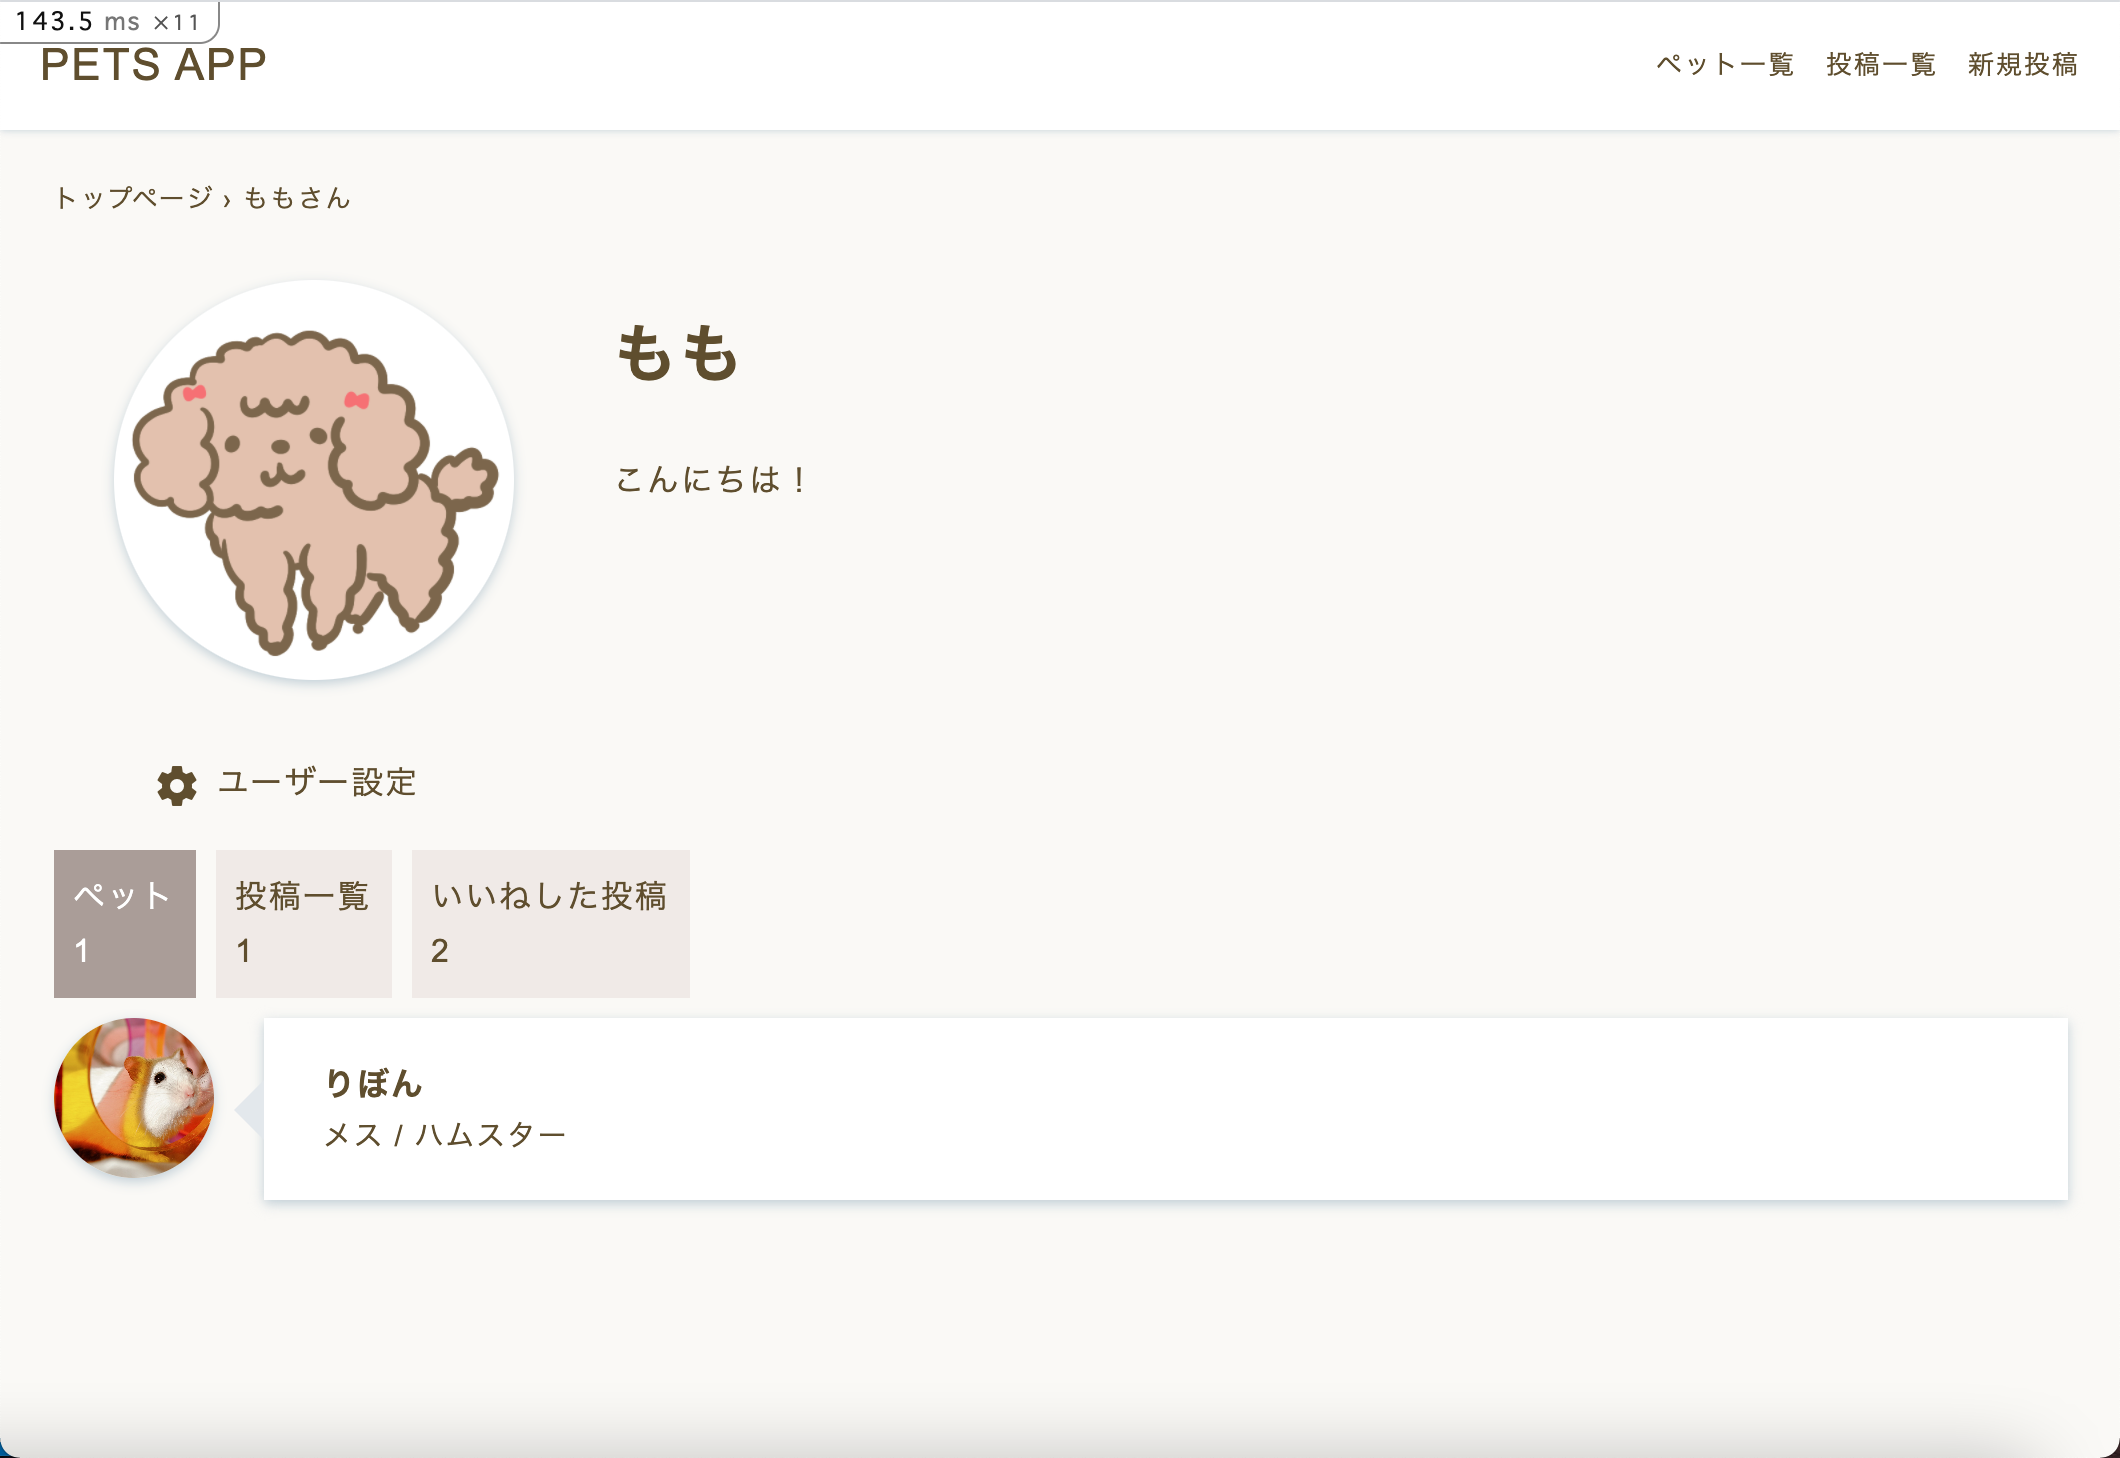 143.5 ms ×11
PETS APP
ペット一覧 投稿一覧 新規投稿
トップページ › ももさん
もも
こんにちは！
ユーザー設定
ペット
1
投稿一覧
1
いいねした投稿
2
りぼん
メス / ハムスター